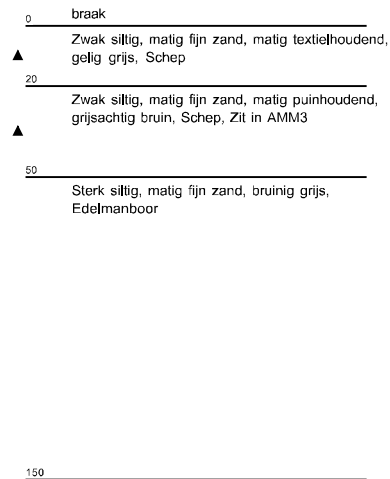 0 braak
Zwak siltig, matig fijn zand, matig textielhoudend,
gelig grijs, Schep
20
Zwak siltig, matig fijn zand, matig puinhoudend,
grijsachtig bruin, Schep, Zit in AMM3
50
Sterk siltig, matig fijn zand, bruinig grijs,
Edelmanboor
150